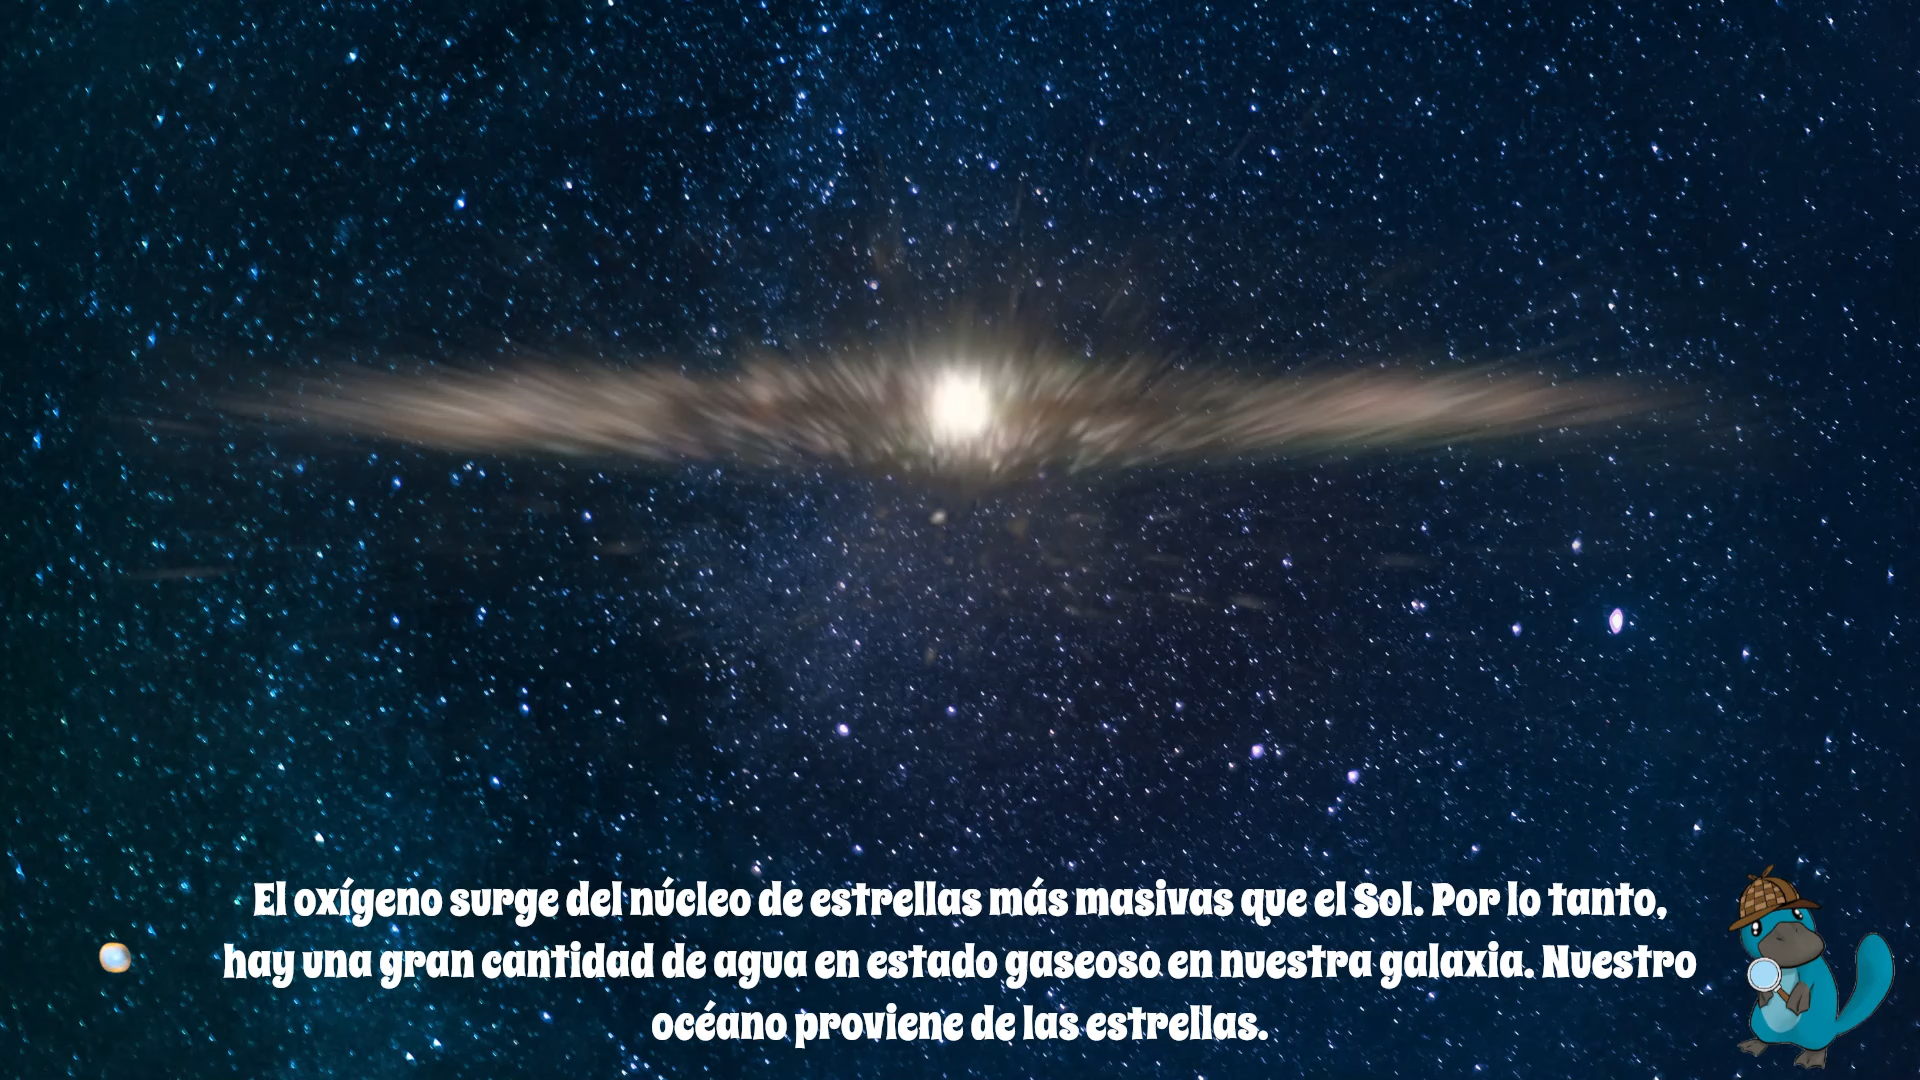 El oxígeno surge del núcleo de estrellas más masivas que el Sol. Por lo tanto,
hay una gran cantidad de agua en estado gaseoso en nuestra galaxia. Nuestro
océano proviene de las estrellas.